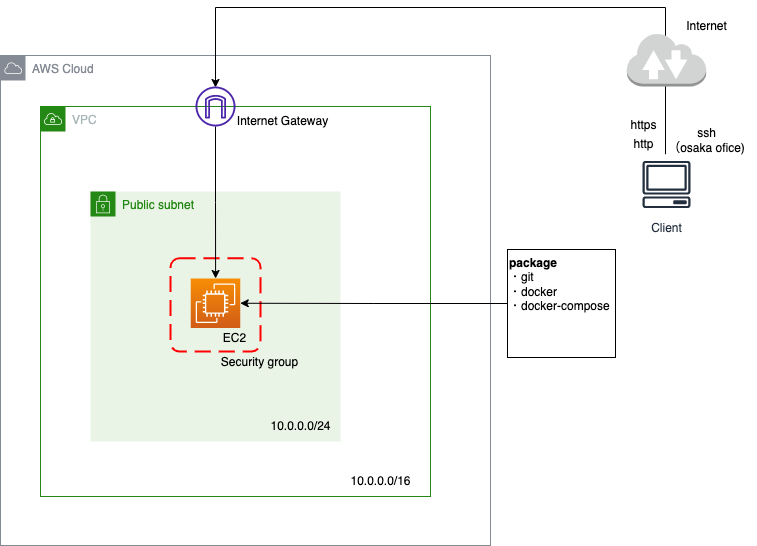 Internet
AWS Cloud
VPC
Internet Gateway
https
http
ssh
（osaka ofice)
Client
Public subnet
package
・git
・docker
・docker-compose
EC2
Security group
10.0.0.0/24
10.0.0.0/16